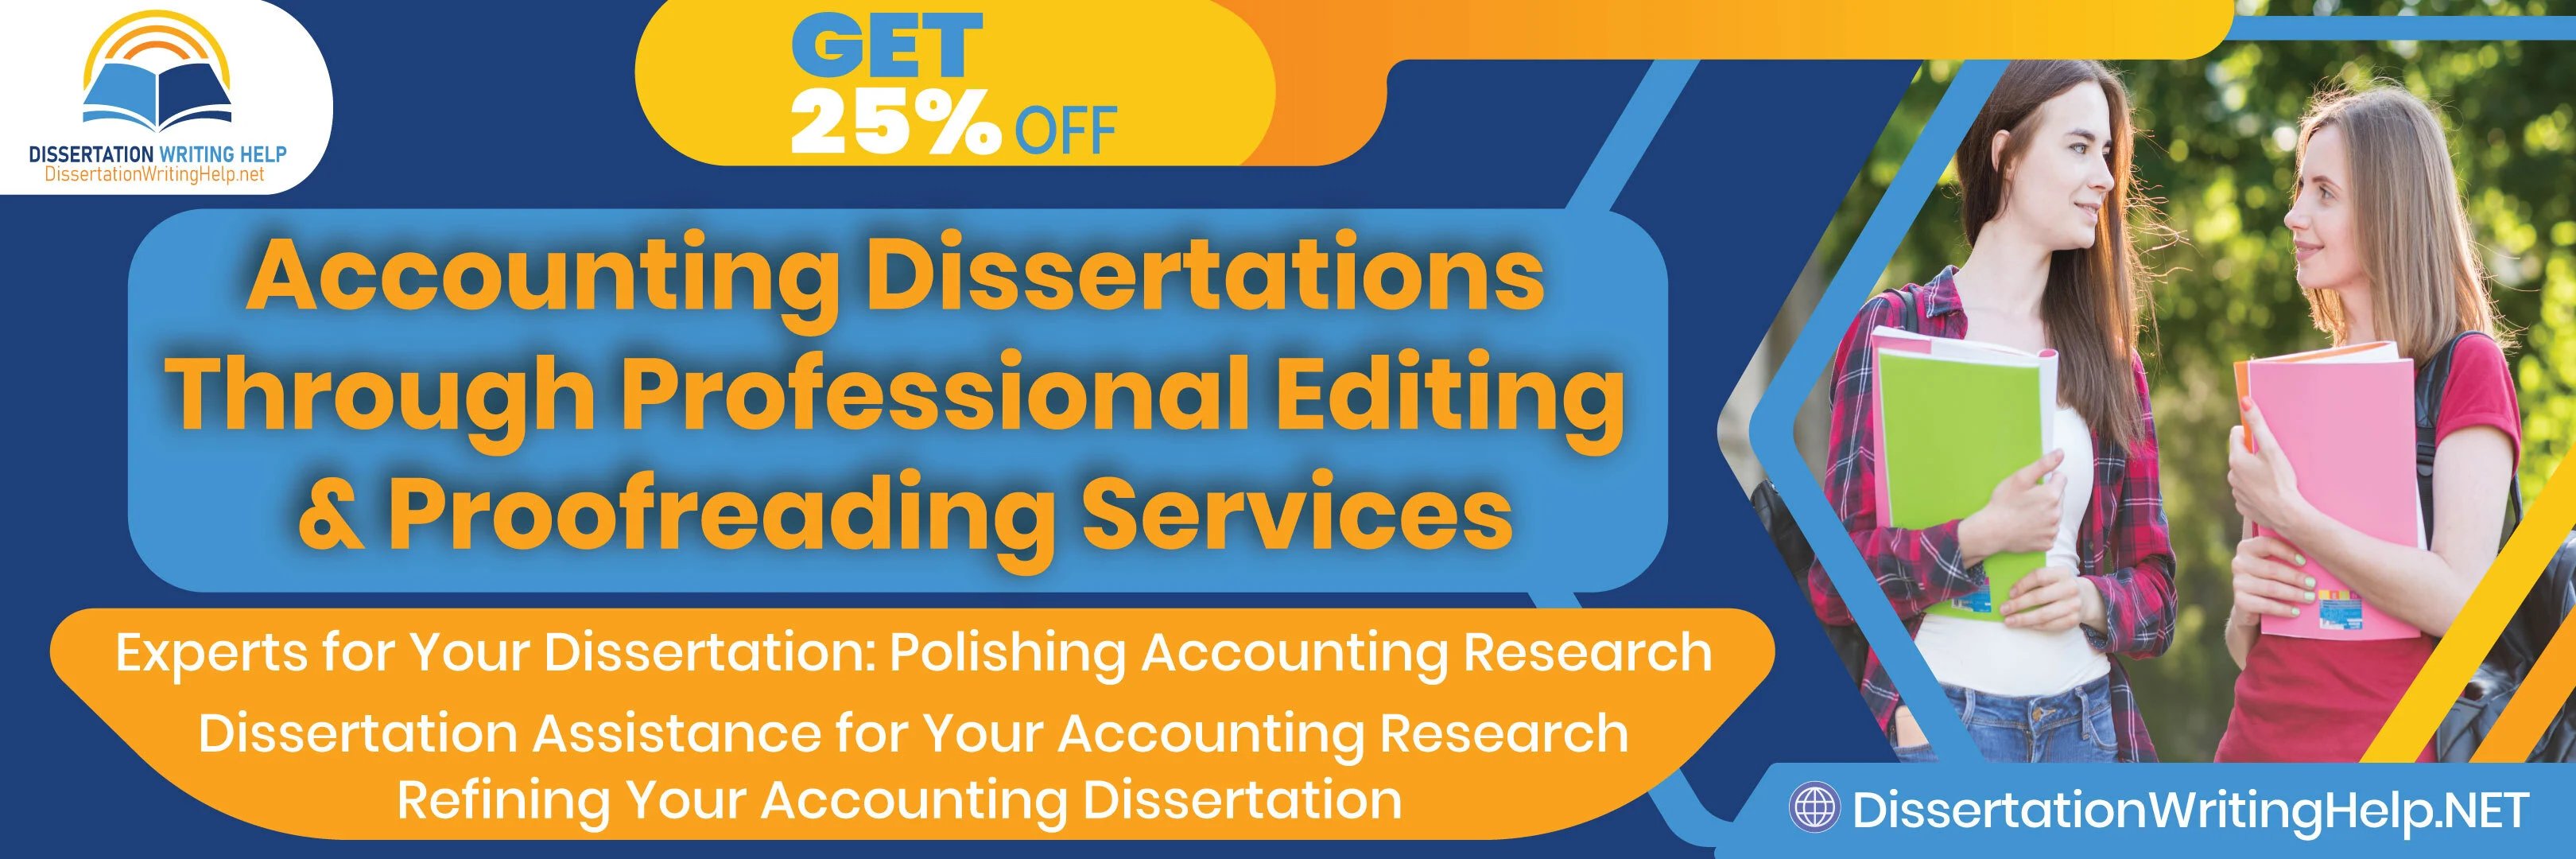 DISSERTATION WRITING HELP
DissertationWritingHelp.net
GET
25% OFF
Accounting Dissertations
Through Professional Editing
& Proofreading Services
Experts for Your Dissertation: Polishing Accounting Research
Dissertation Assistance for Your Accounting Research
Refining Your Accounting Dissertation
DissertationWritingHelp.NET